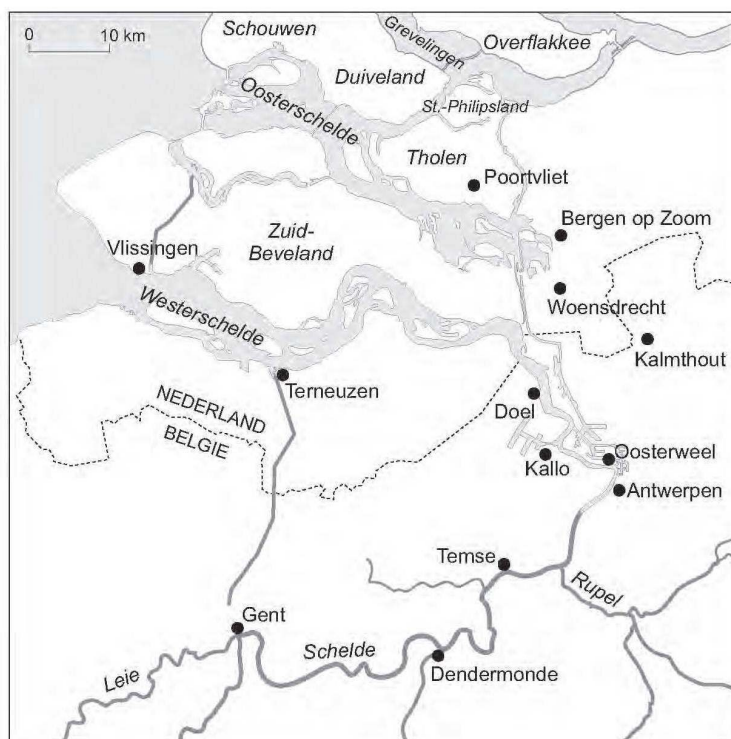 Schouwen
0 10 km
Grevelingen
Overflakkee
Duiveland
Oosterschelde
St.-Philipsland
Tholen
Poortvliet
Bergen op Zoom
Zuid-
Beveland
Vlissingen
Woensdrecht
Westerschelde
Kalmthout
Terneuzen
NEDERLAND
BELGIE
Doel
Kallo
Oosterweel
Antwerpen
Temse
Rupel
Gent
Schelde
Leie
Dendermonde